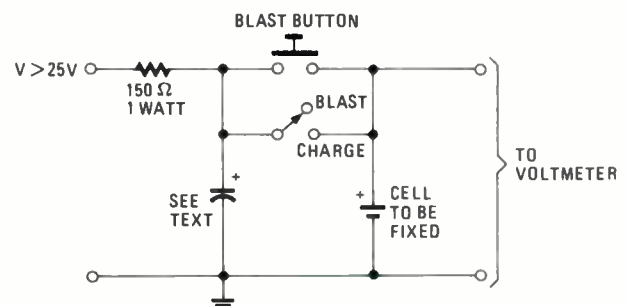 BLAST BUTTON
V > 25V
150 Ω
1 WATT
BLAST
CHARGE
+
SEE
TEXT
+
CELL
TO BE
FIXED
TO
VOLTMETER